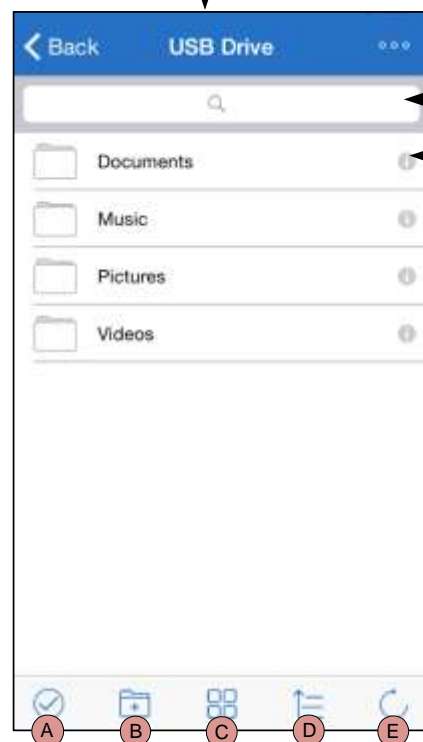 Back USB Drive
Documents
Music
Pictures
Videos
A B C D E